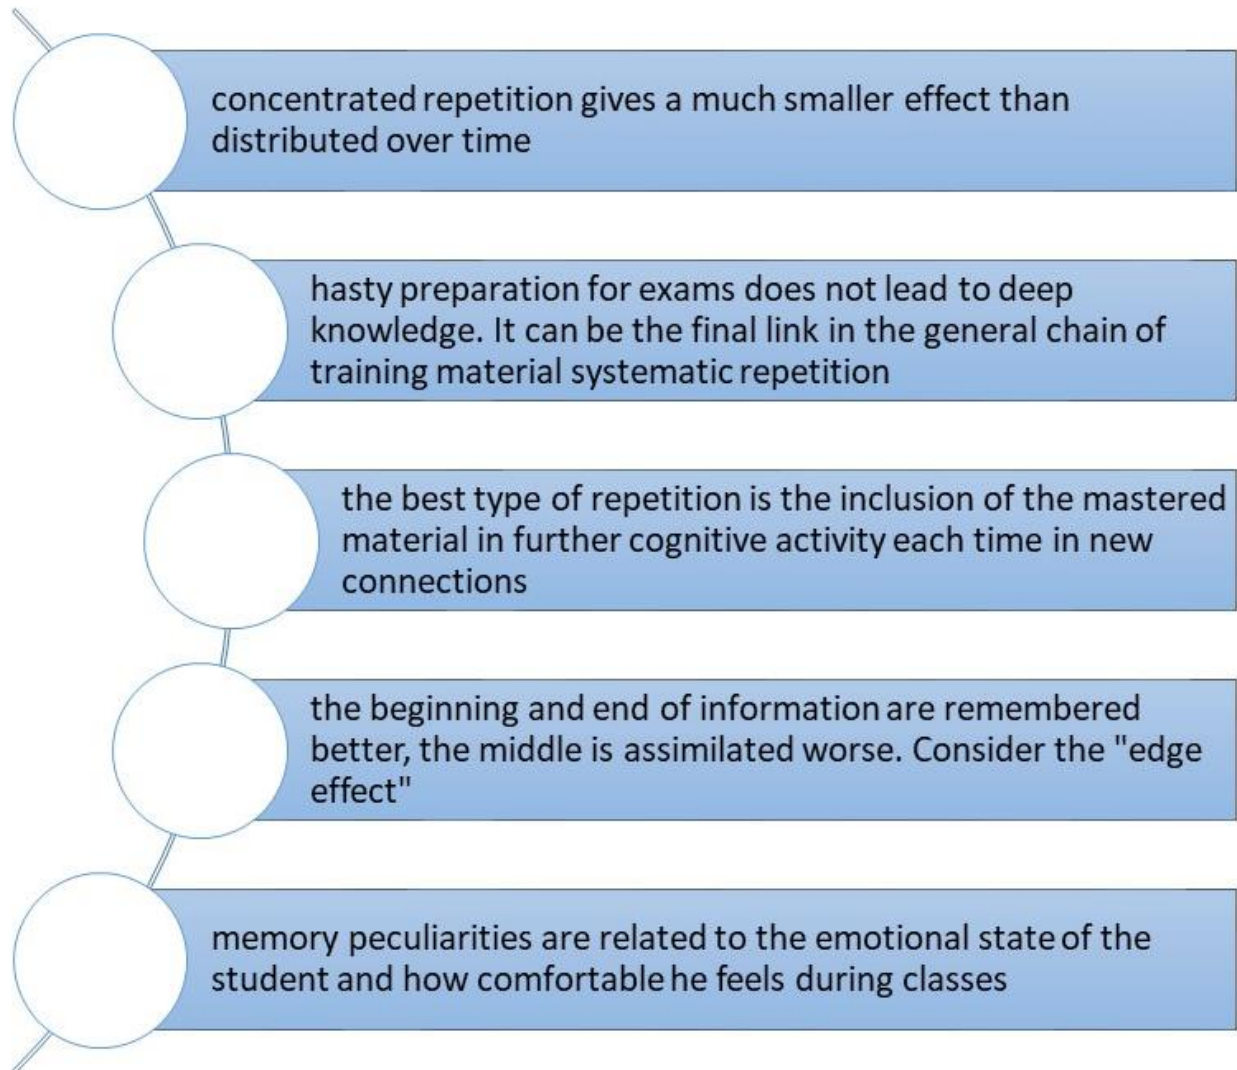 concentrated repetition gives a much smaller effect than
distributed over time
hasty preparation for exams does not lead to deep
knowledge. It can be the final link in the general chain of
training material systematic repetition
the best type of repetition is the inclusion of the mastered
material in further cognitive activity each time in new
connections
the beginning and end of information are remembered
better, the middle is assimilated worse. Consider the "edge
effect"
memory peculiarities are related to the emotional state of the
student and how comfortable he feels during classes